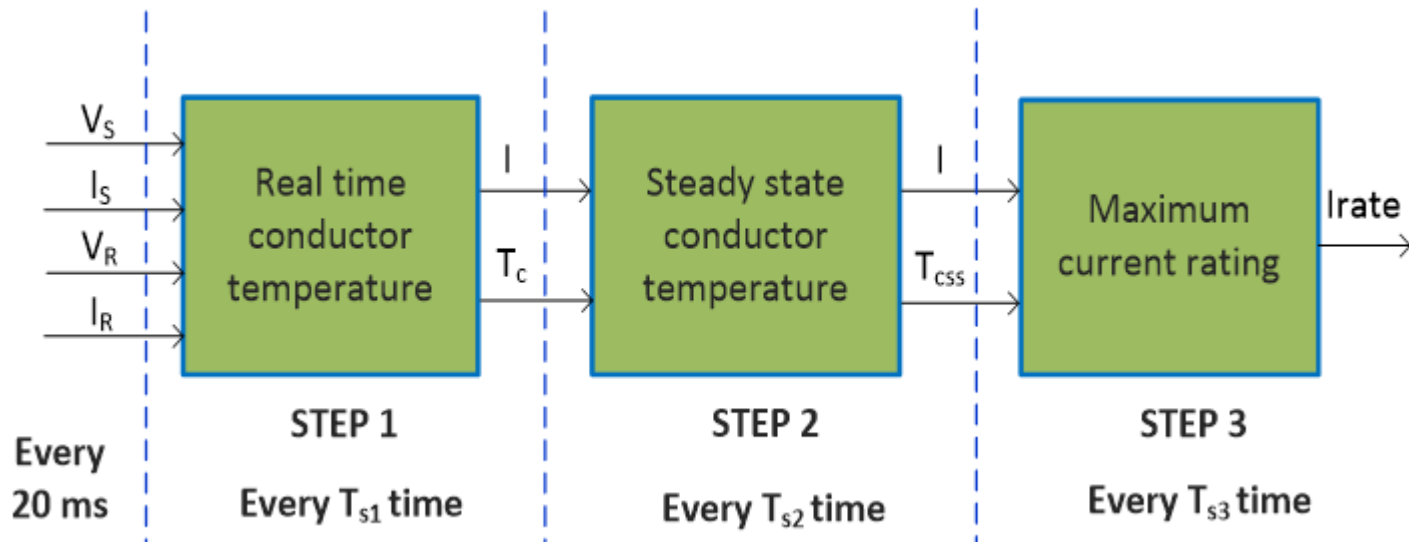 V_S
I_S
V_R
I_R
Every
20 ms
Real time
conductor
temperature
STEP 1
Every T_s1 time
I
T_c
Steady state
conductor
temperature
STEP 2
Every T_s2 time
I
T_css
Maximum
current rating
STEP 3
Every T_s3 time
Irate